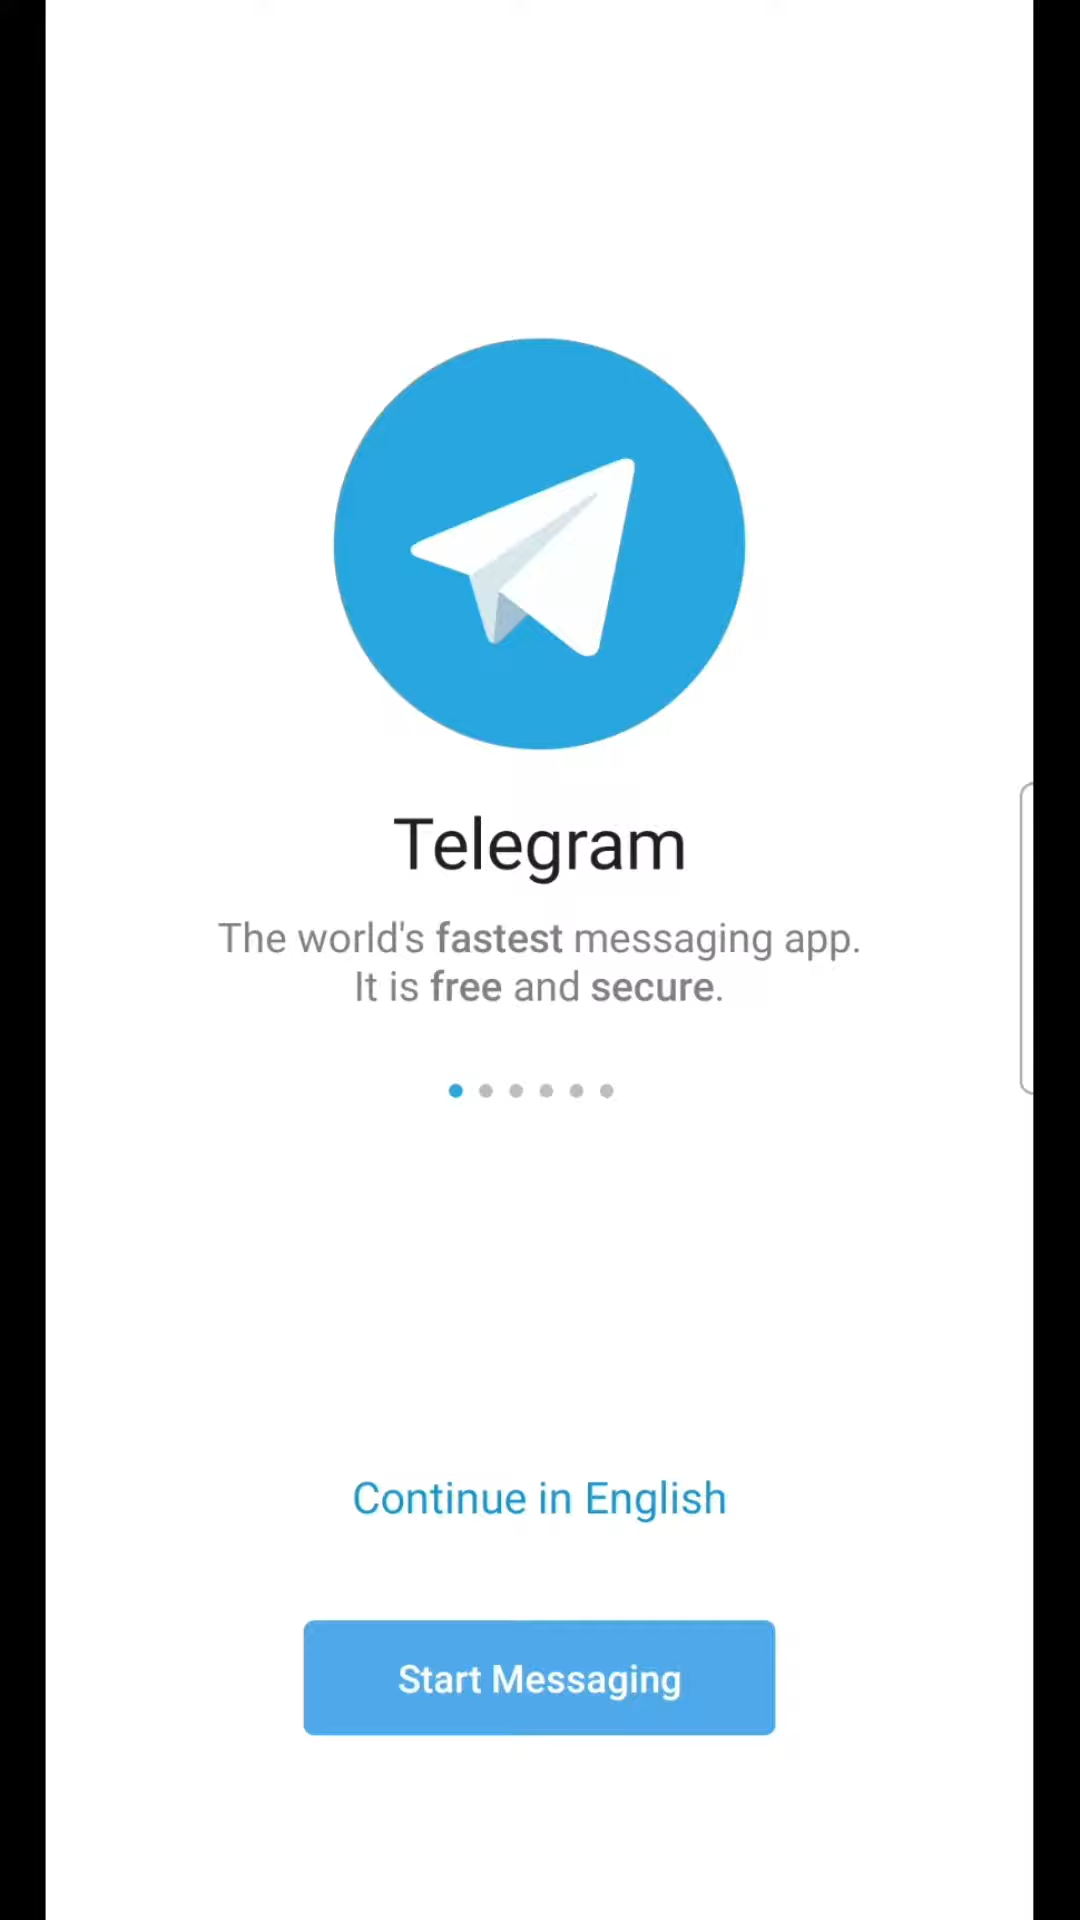 Telegram
The world's fastest messaging app.
It is free and secure.
Continue in English
Start Messaging